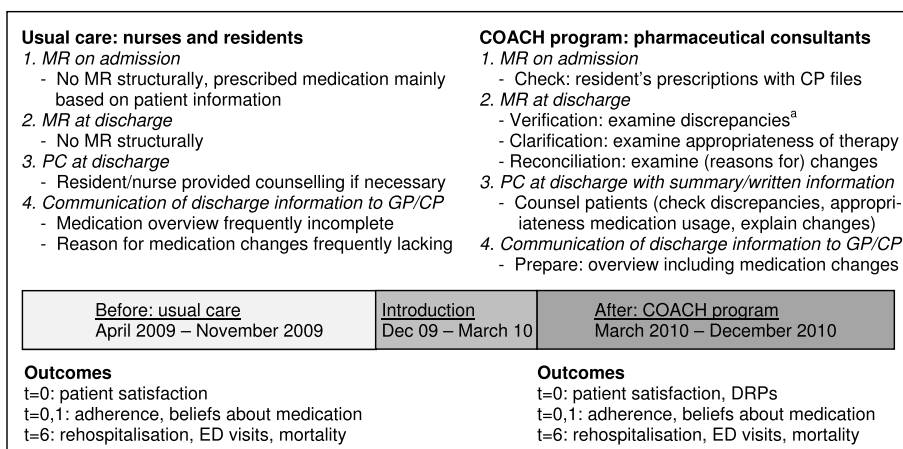 Usual care: nurses and residents
1. MR on admission
- No MR structurally, prescribed medication mainly
based on patient information
2. MR at discharge
- No MR structurally
3. PC at discharge
- Resident/nurse provided counselling if necessary
4. Communication of discharge information to GP/CP
- Medication overview frequently incomplete
- Reason for medication changes frequently lacking
COACH program: pharmaceutical consultants
1. MR on admission
- Check: resident's prescriptions with CP files
2. MR at discharge
- Verification: examine discrepanciesᵃ
- Clarification: examine appropriateness of therapy
- Reconciliation: examine (reasons for) changes
3. PC at discharge with summary/written information
- Counsel patients (check discrepancies, appropri-
ateness medication usage, explain changes)
4. Communication of discharge information to GP/CP
- Prepare: overview including medication changes
Before: usual care
April 2009 – November 2009
Introduction
Dec 09 – March 10
After: COACH program
March 2010 – December 2010
Outcomes
t=0: patient satisfaction
t=0,1: adherence, beliefs about medication
t=6: rehospitalisation, ED visits, mortality
Outcomes
t=0: patient satisfaction, DRPs
t=0,1: adherence, beliefs about medication
t=6: rehospitalisation, ED visits, mortality